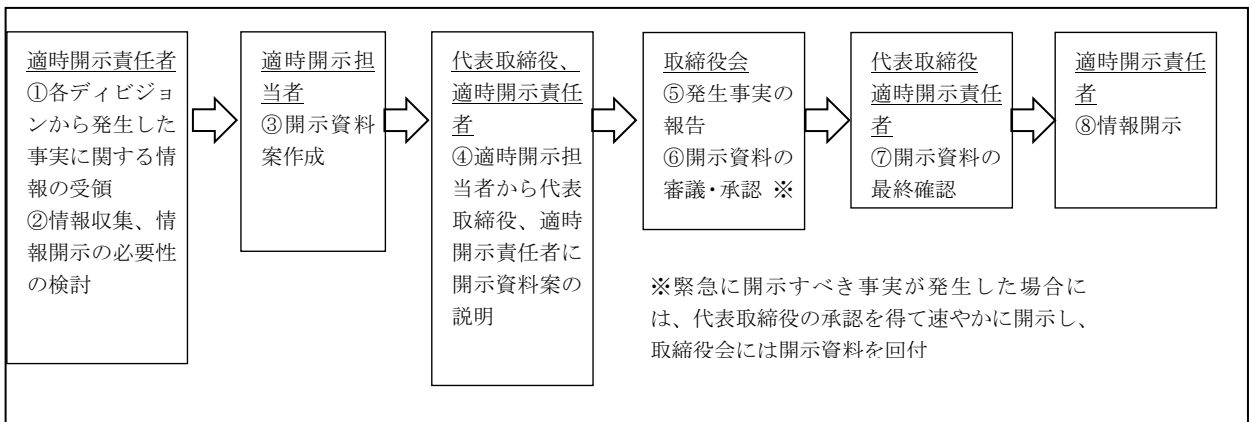 適時開示責任者
①各ディビジョ
ンから発生した
事実に関する情
報の受領
②情報収集、情
報開示の必要性
の検討
適時開示担
当者
③開示資料
案作成
代表取締役、
適時開示責任
者
④適時開示担
当者から代表
取締役、適時
開示責任者に
開示資料案の
説明
取締役会
⑤発生事実の
報告
⑥開示資料の
審議・承認 ※
代表取締役
適時開示責任
者
⑦開示資料の
最終確認
適時開示責任
者
⑧情報開示
※緊急に開示すべき事実が発生した場合に
は、代表取締役の承認を得て速やかに開示し、
取締役会には開示資料を回付